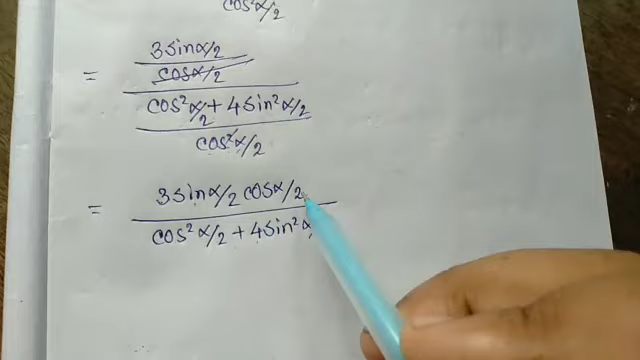 cos²α/2
3sinα/2
= cosα/2
cos²α/2 + 4sin²α/2
cos²α/2
= 3sinα/2 cosα/2
cos²α/2 + 4sin²α